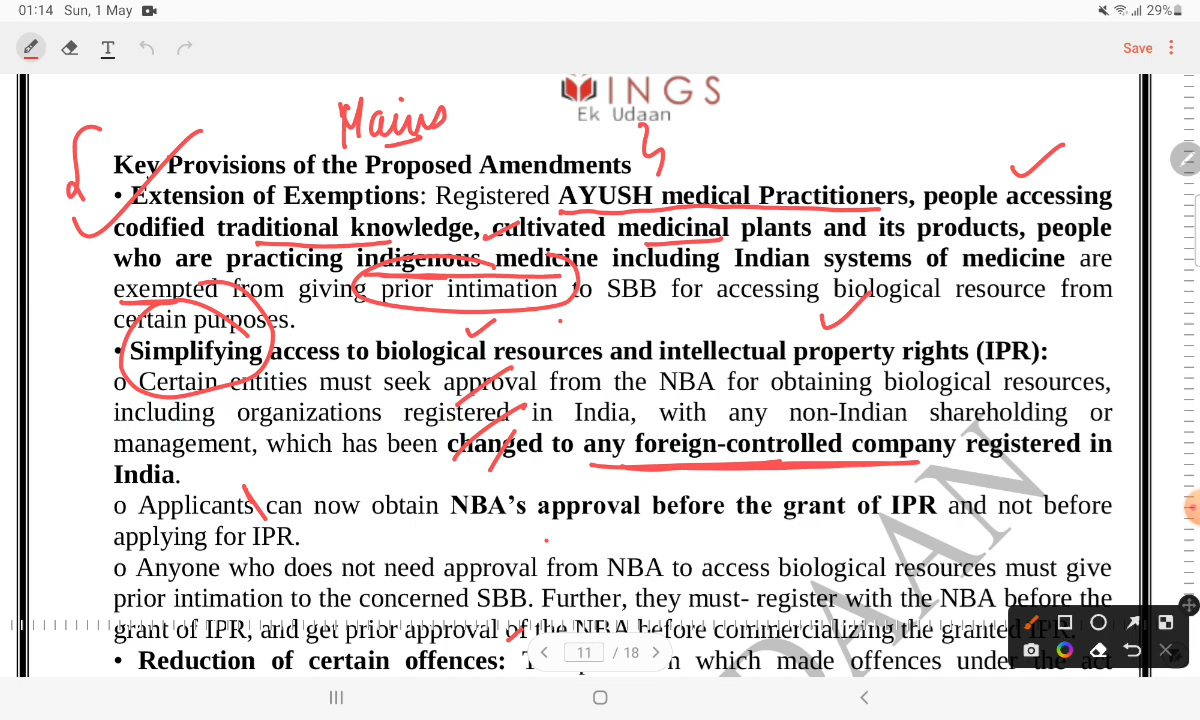 01:14 Sun, 1 May
29%
T
Save
WINGS
Ek Udaan
Mains
Key Provisions of the Proposed Amendments
• Extension of Exemptions: Registered AYUSH medical Practitioners, people accessing
codified traditional knowledge, cultivated medicinal plants and its products, people
who are practicing indigenous medicine including Indian systems of medicine are
exempted from giving prior intimation to SBB for accessing biological resource from
certain purposes.
• Simplifying access to biological resources and intellectual property rights (IPR):
o Certain entities must seek approval from the NBA for obtaining biological resources,
including organizations registered in India, with any non-Indian shareholding or
management, which has been changed to any foreign-controlled company registered in
India.
o Applicants can now obtain NBA’s approval before the grant of IPR and not before
applying for IPR.
o Anyone who does not need approval from NBA to access biological resources must give
prior intimation to the concerned SBB. Further, they must- register with the NBA before the
grant of IPR, and get prior approval of the NBA before commercializing the granted IPR.
• Reduction of certain offences: which made offences under the act
11 / 18
DAAN